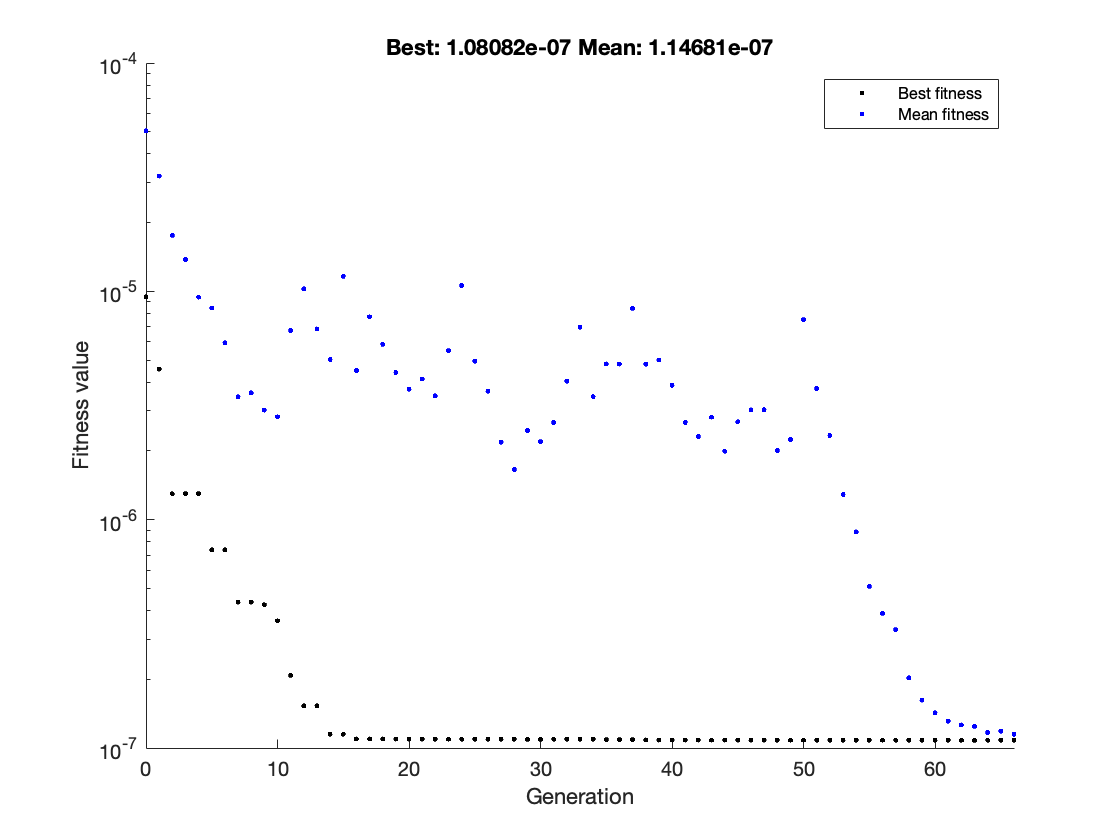 Best: 1.08082e-07 Mean: 1.14681e-07
Best fitness
Mean fitness
10-4
10-5
10-6
10-7
Fitness value
0 10 20 30 40 50 60
Generation